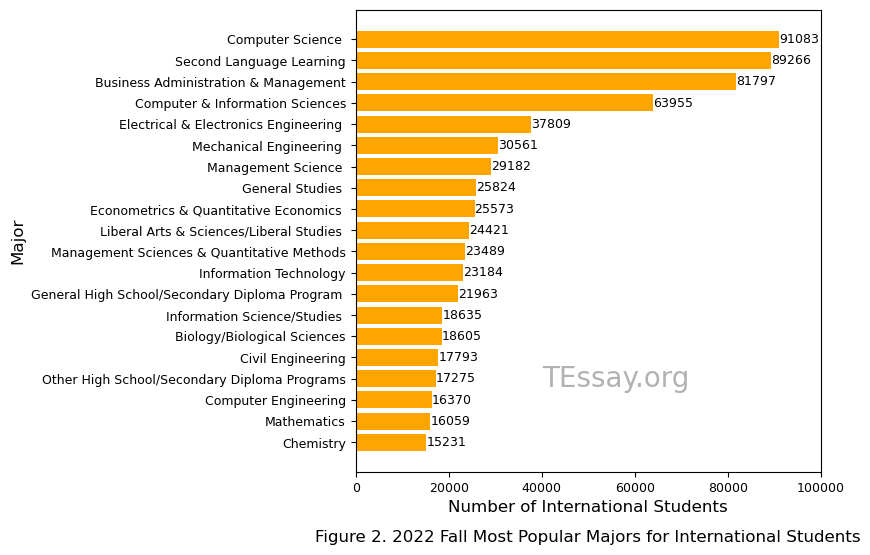 Computer Science 91083
Second Language Learning 89266
Business Administration & Management 81797
Computer & Information Sciences 63955
Electrical & Electronics Engineering 37809
Mechanical Engineering 30561
Management Science 29182
General Studies 25824
Econometrics & Quantitative Economics 25573
Liberal Arts & Sciences/Liberal Studies 24421
Management Sciences & Quantitative Methods 23489
Information Technology 23184
General High School/Secondary Diploma Program 21963
Information Science/Studies 18635
Biology/Biological Sciences 18605
Civil Engineering 17793
Other High School/Secondary Diploma Programs 17275
Computer Engineering 16370
Mathematics 16059
Chemistry 15231
Major
TEssay.org
0 20000 40000 60000 80000 100000
Number of International Students
Figure 2. 2022 Fall Most Popular Majors for International Students